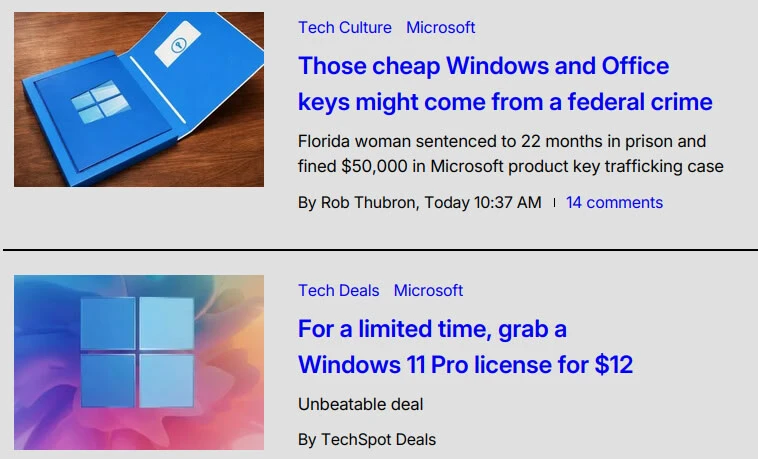 Tech Culture Microsoft
Those cheap Windows and Office
keys might come from a federal crime
Florida woman sentenced to 22 months in prison and
fined $50,000 in Microsoft product key trafficking case
By Rob Thubron, Today 10:37 AM | 14 comments
Tech Deals Microsoft
For a limited time, grab a
Windows 11 Pro license for $12
Unbeatable deal
By TechSpot Deals